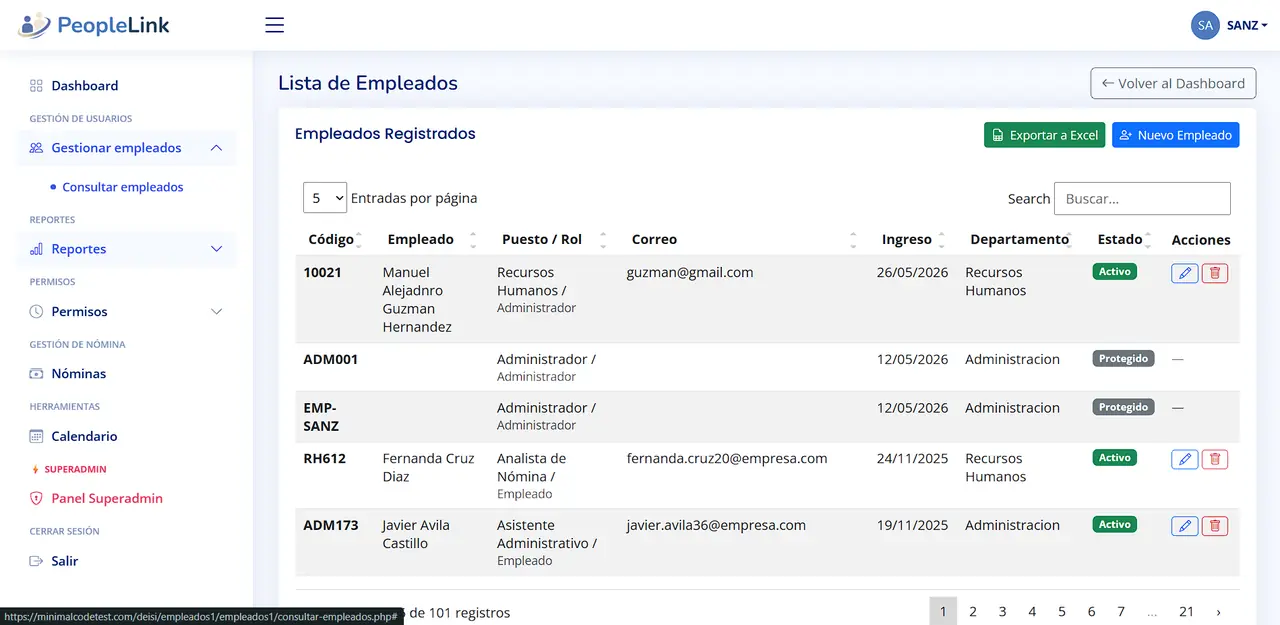 PeopleLink
SA SANZ
Dashboard
GESTIÓN DE USUARIOS
Gestionar empleados
Consultar empleados
REPORTES
Reportes
PERMISOS
Permisos
GESTIÓN DE NÓMINA
Nóminas
HERRAMIENTAS
Calendario
SUPERADMIN
Panel Superadmin
CERRAR SESIÓN
Salir
Lista de Empleados
← Volver al Dashboard
Empleados Registrados
Exportar a Excel
Nuevo Empleado
5 Entradas por página
Search Buscar...
Código Empleado Puesto / Rol Correo Ingreso Departamento Estado Acciones
10021 Manuel Recursos guzman@gmail.com 26/05/2026 Recursos Activo
Alejadnro Humanos / Humanos
Guzman Administrador
Hernandez
ADM001 Administrador / 12/05/2026 Administracion Protegido —
Administrador
EMP- Administrador / 12/05/2026 Administracion Protegido —
SANZ Administrador
RH612 Fernanda Cruz Analista de fernanda.cruz20@empresa.com 24/11/2025 Recursos Activo
Diaz Nómina / Humanos
Empleado
ADM173 Javier Avila Asistente javier.avila36@empresa.com 19/11/2025 Administracion Activo
Castillo Administrativo /
Empleado
de 101 registros
1 2 3 4 5 6 7 ... 21 ›
https://minimalcodetest.com/deisi/empleados1/empleados1/consultar-empleados.php#